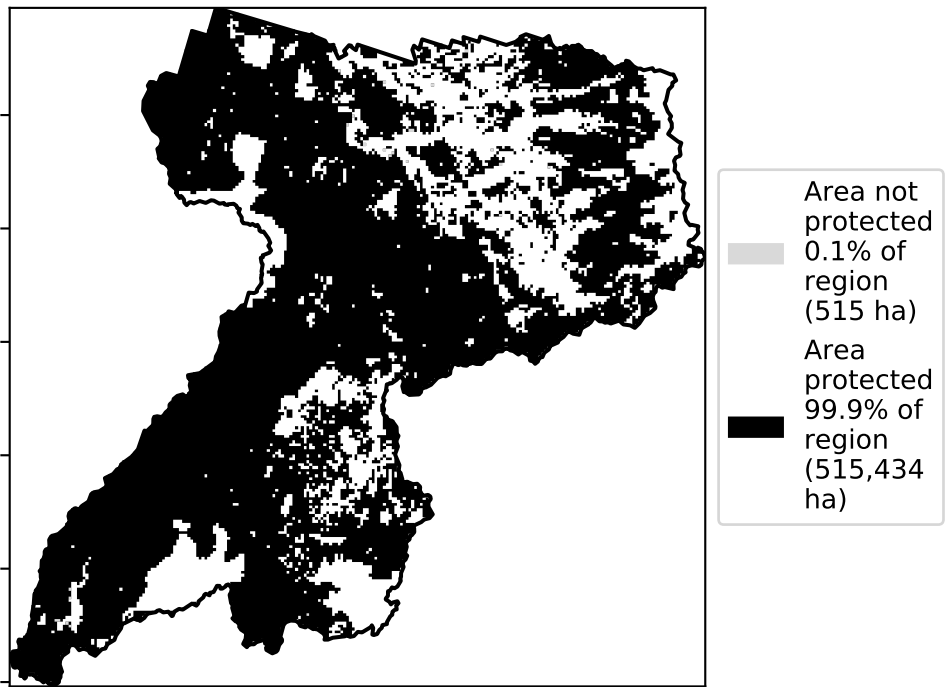 Area not
protected
0.1% of
region
(515 ha)
Area
protected
99.9% of
region
(515,434
ha)